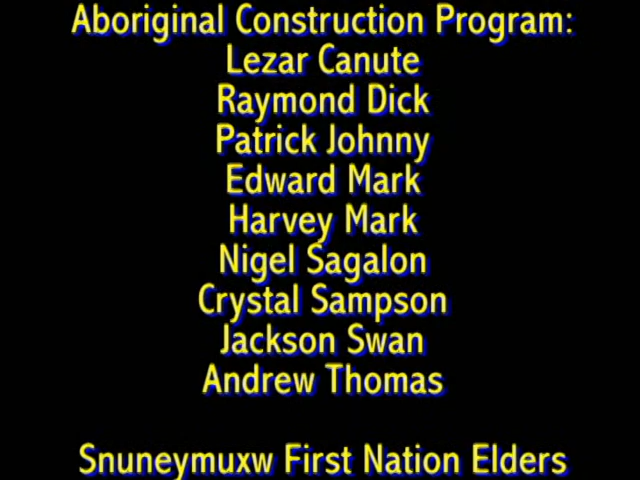 Aboriginal Construction Program:
Lezar Canute
Raymond Dick
Patrick Johnny
Edward Mark
Harvey Mark
Nigel Sagalon
Crystal Sampson
Jackson Swan
Andrew Thomas
Snuneymuxw First Nation Elders